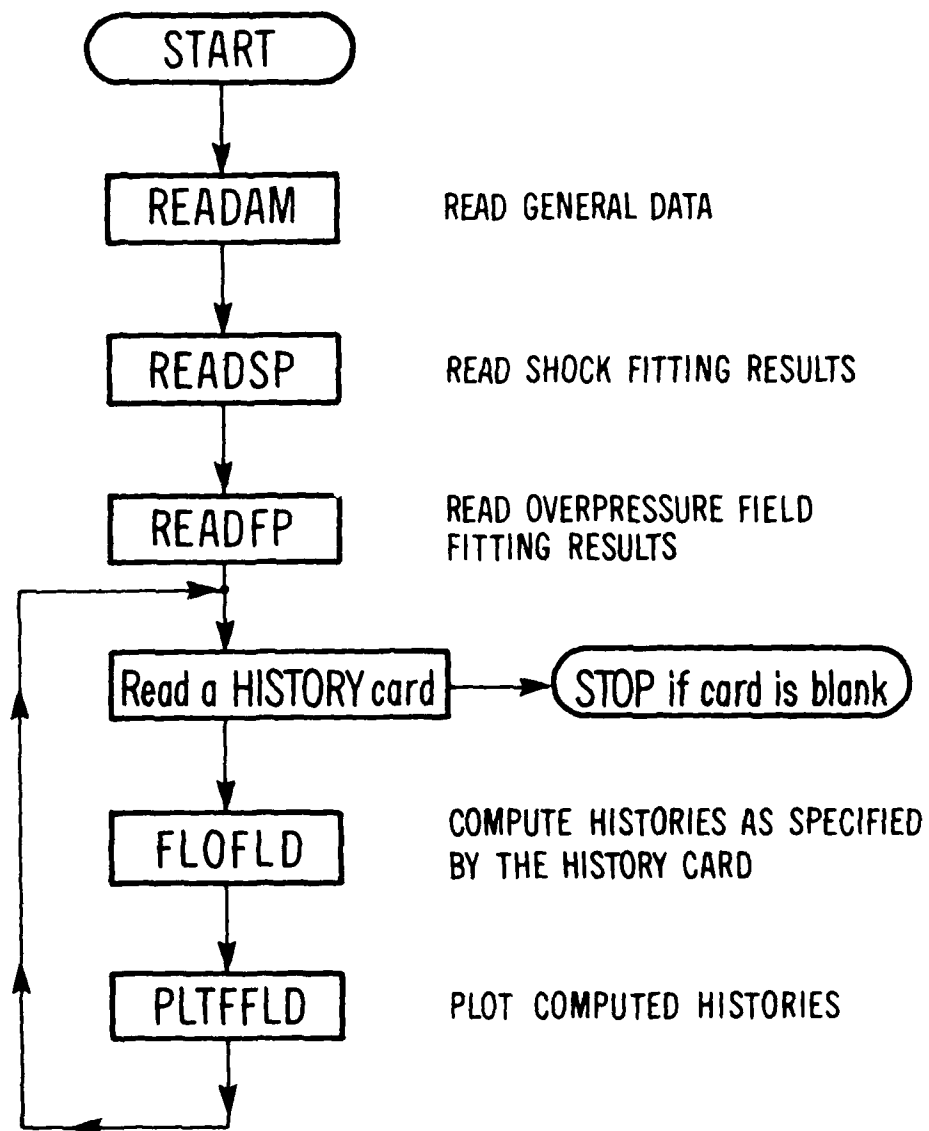 START
READAM
READ GENERAL DATA
READSP
READ SHOCK FITTING RESULTS
READFP
READ OVERPRESSURE FIELD
FITTING RESULTS
Read a HISTORY card
STOP if card is blank
FLOFLD
COMPUTE HISTORIES AS SPECIFIED
BY THE HISTORY CARD
PLTFFLD
PLOT COMPUTED HISTORIES